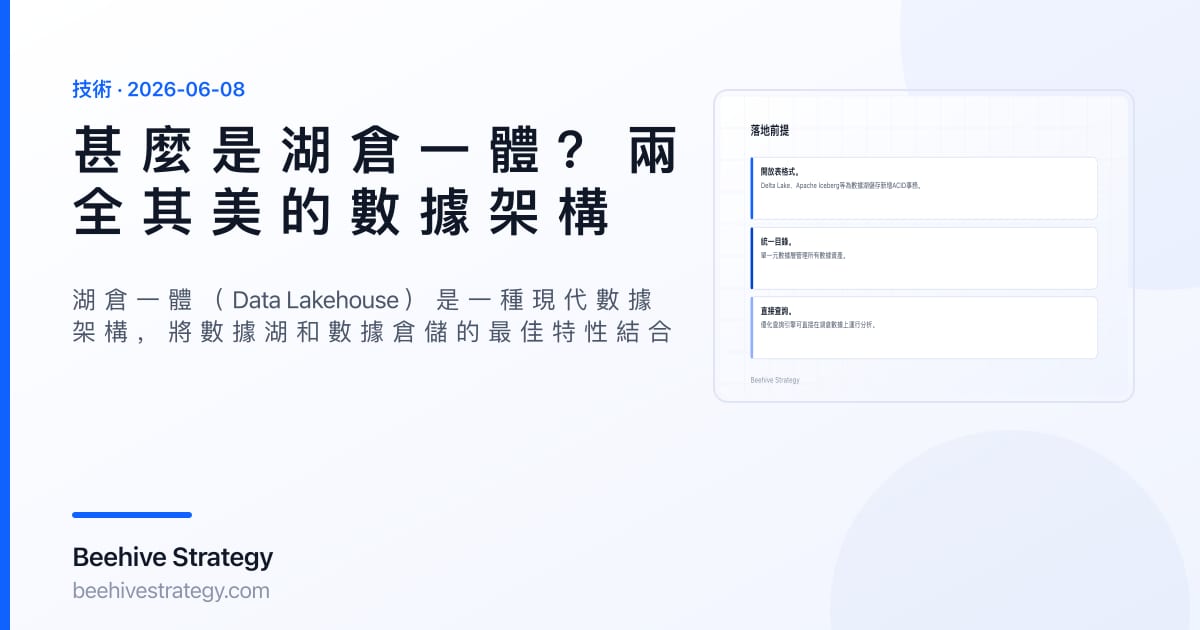 技術 · 2026-06-08
甚麼是湖倉一體？兩
全其美的數據架構
湖倉一體（Data Lakehouse）是一種現代數據
架構，將數據湖和數據倉儲的最佳特性結合
落地前提
開放表格式。
Delta Lake、Apache Iceberg等為數據湖儲存新增ACID事務。
統一目錄。
單一元數據層管理所有數據資產。
直接查詢。
優化查詢引擎可直接在湖倉數據上運行分析。
Beehive Strategy
Beehive Strategy
beehivestrategy.com